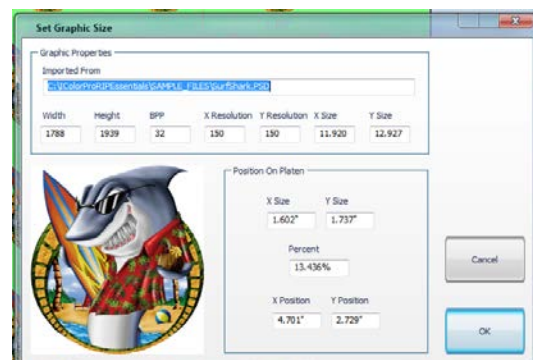 Set Graphic Size
Graphic Properties
Imported From
C:\IColorProRIPEssentials\SAMPLE_FILES\SurfShark.PSD
Width Height BPP X Resolution Y Resolution X Size Y Size
1788 1939 32 150 150 11.920 12.927
Position On Platen
X Size Y Size
1.602" 1.737"
Percent
13.436%
Cancel
X Position Y Position
4.701" 2.729"
OK